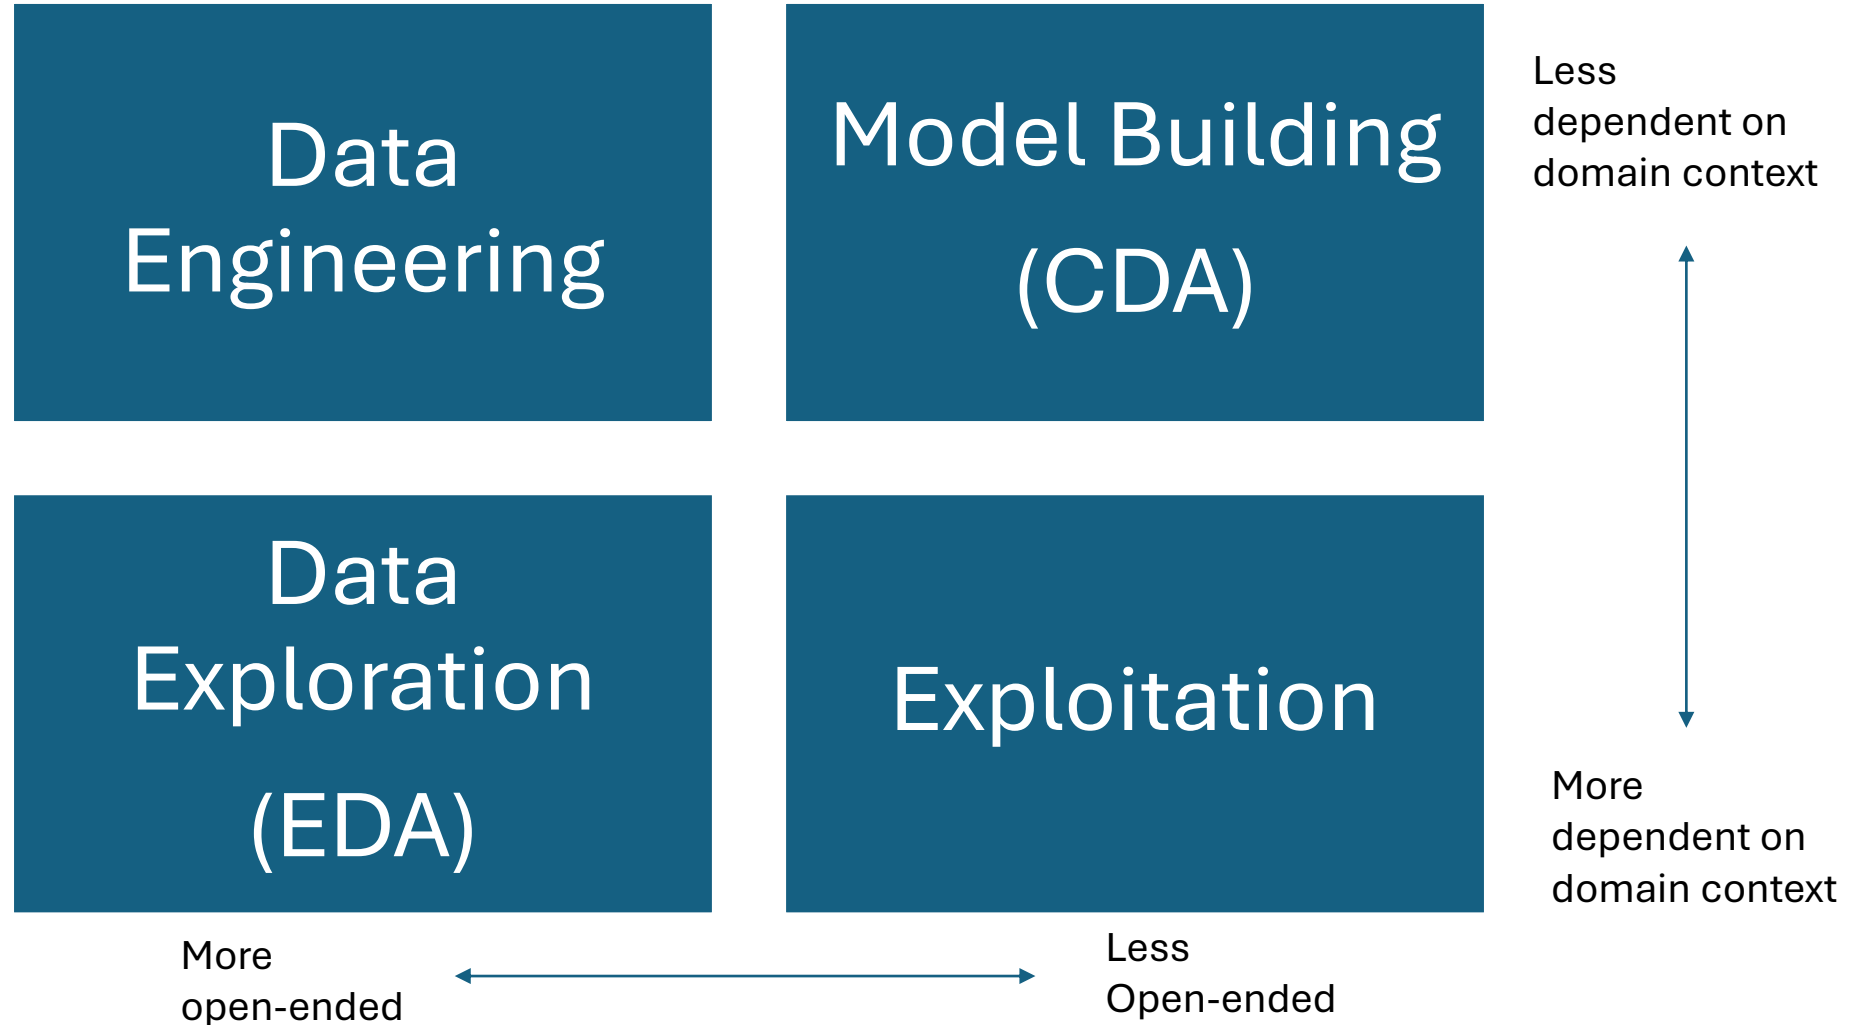 Data
Engineering
Model Building
(CDA)
Less
dependent on
domain context
Data
Exploration
(EDA)
Exploitation
More
dependent on
domain context
More
open-ended
Less
Open-ended